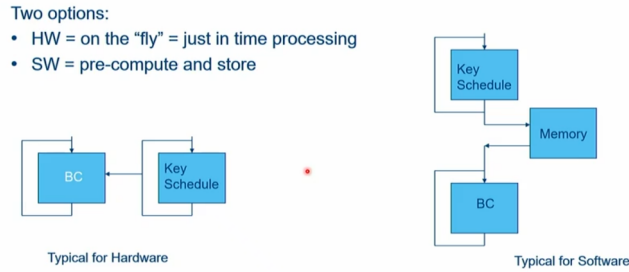 Two options:
• HW = on the “fly” = just in time processing
• SW = pre-compute and store
BC
Key
Schedule
Typical for Hardware
Key
Schedule
Memory
BC
Typical for Software